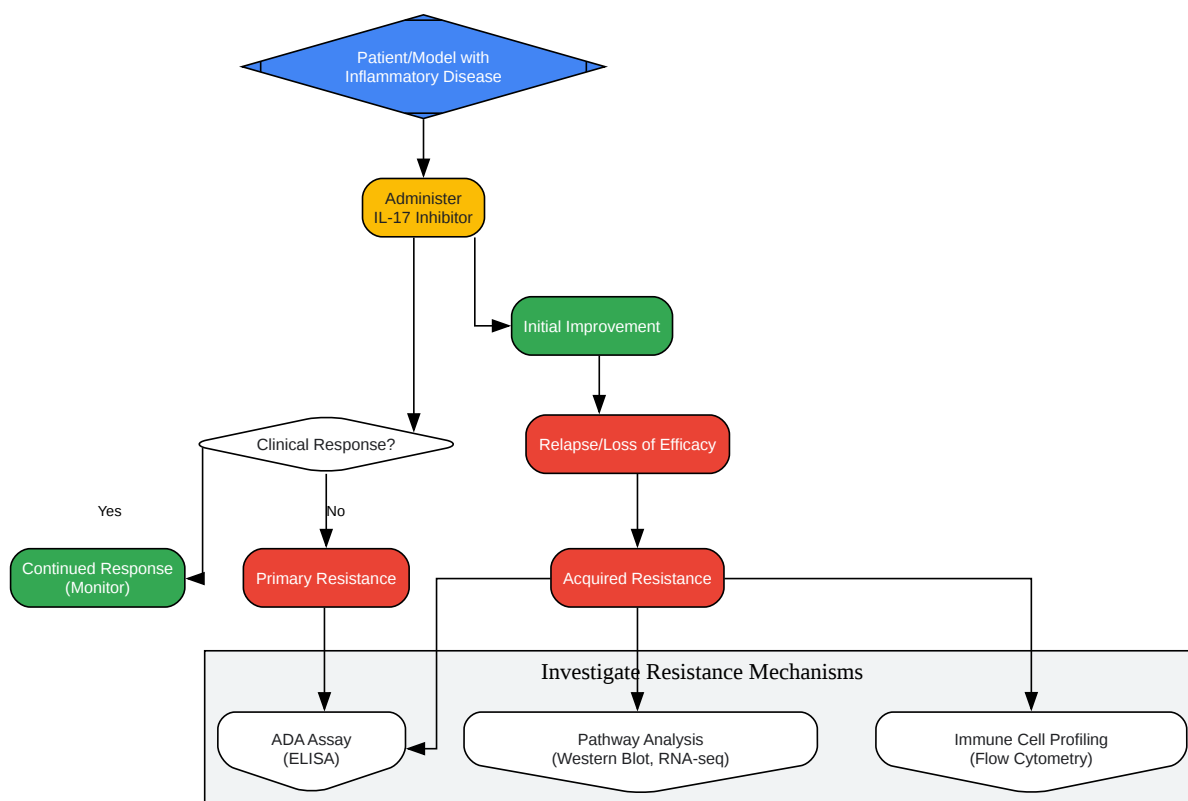 Patient/Model with
Inflammatory Disease
Administer
IL-17 Inhibitor
Initial Improvement
Clinical Response?
Relapse/Loss of Efficacy
Yes
No
Continued Response
(Monitor)
Primary Resistance
Acquired Resistance
Investigate Resistance Mechanisms
ADA Assay
(ELISA)
Pathway Analysis
(Western Blot, RNA-seq)
Immune Cell Profiling
(Flow Cytometry)